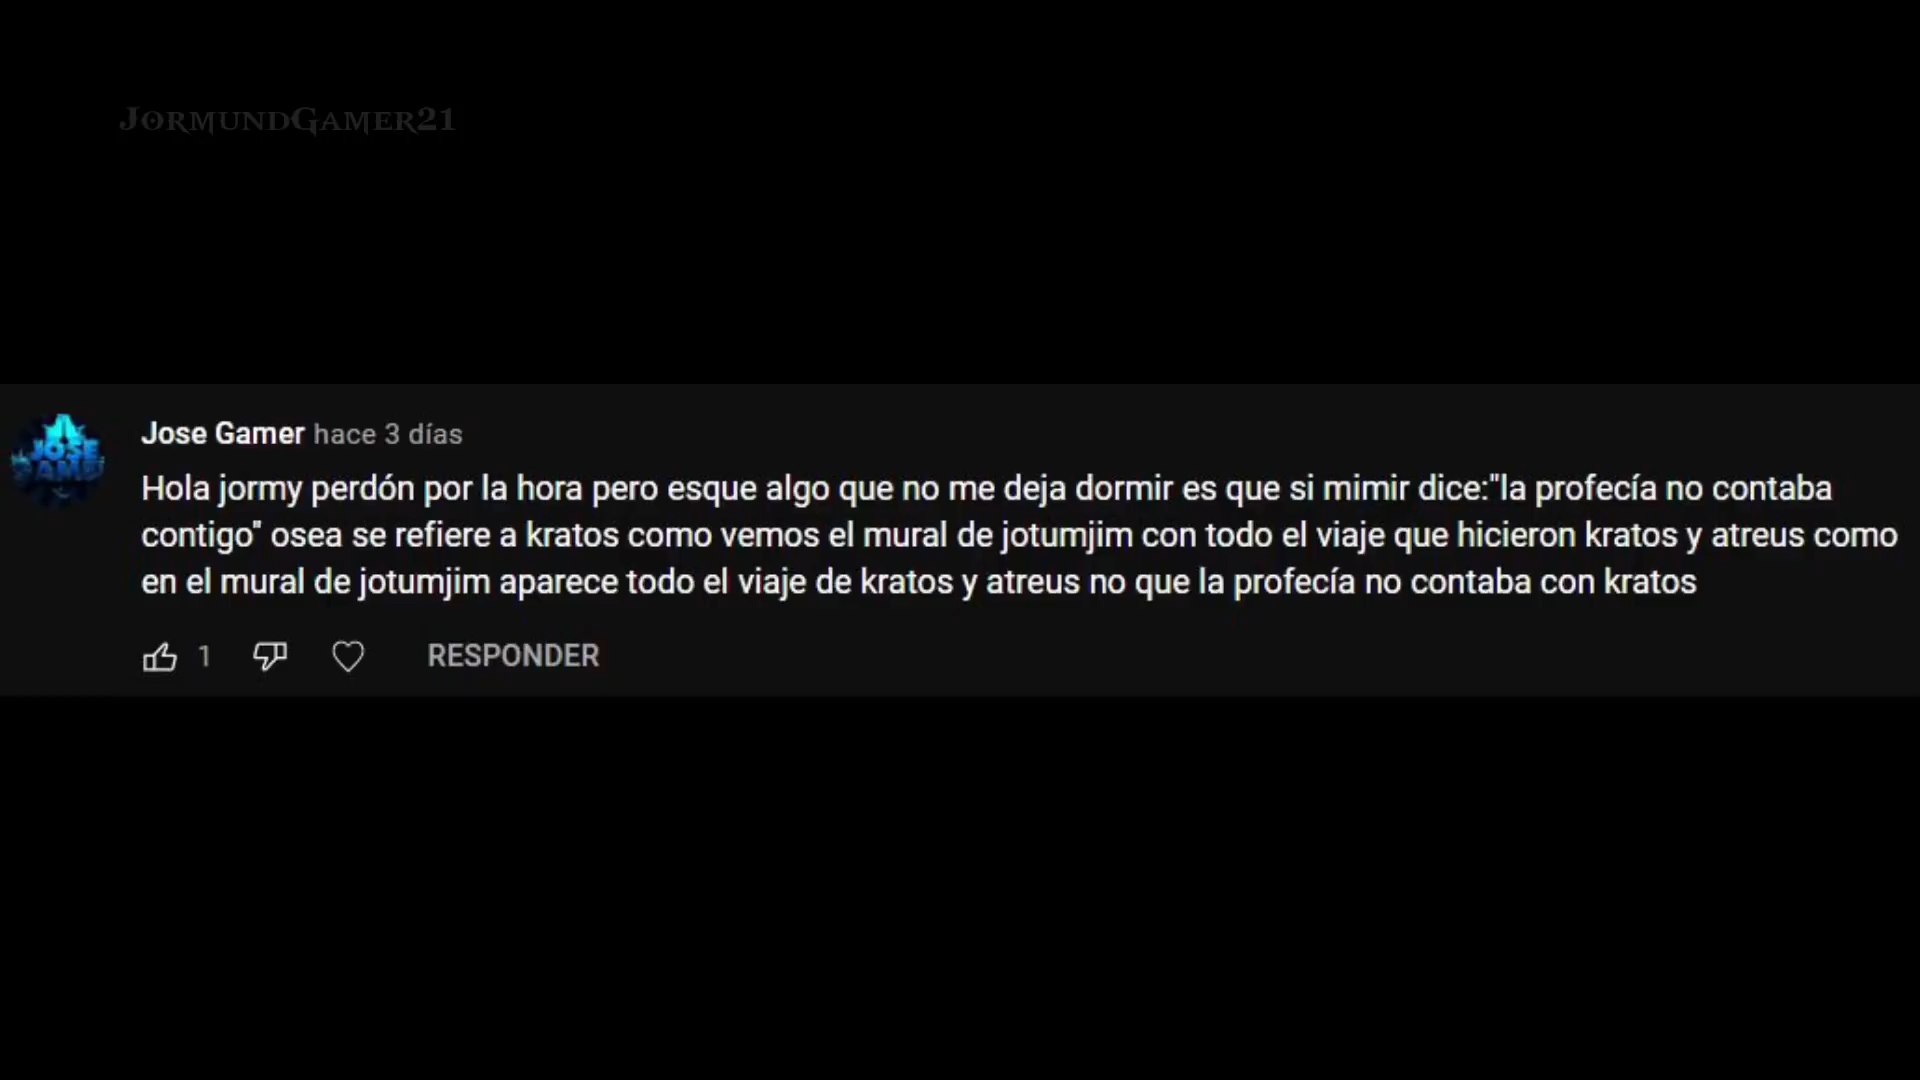 JormundGamer21
Jose Gamer hace 3 días
Hola jormy perdón por la hora pero esque algo que no me deja dormir es que si mimir dice:"la profecía no contaba
contigo" osea se refiere a kratos como vemos el mural de jotumjim con todo el viaje que hicieron kratos y atreus como
en el mural de jotumjim aparece todo el viaje de kratos y atreus no que la profecía no contaba con kratos
1 RESPONDER